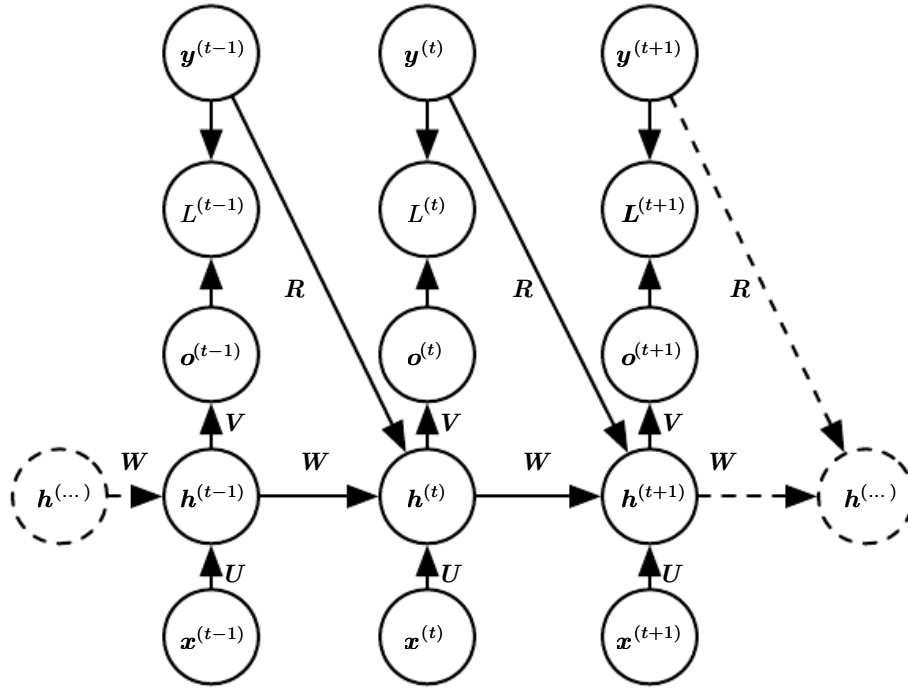 y^(t−1) y^(t) y^(t+1)
L^(t−1) L^(t) L^(t+1)
R R R
o^(t−1) o^(t) o^(t+1)
V V V
W W W W
h^(...) h^(t−1) h^(t) h^(t+1) h^(...)
U U U
x^(t−1) x^(t) x^(t+1)